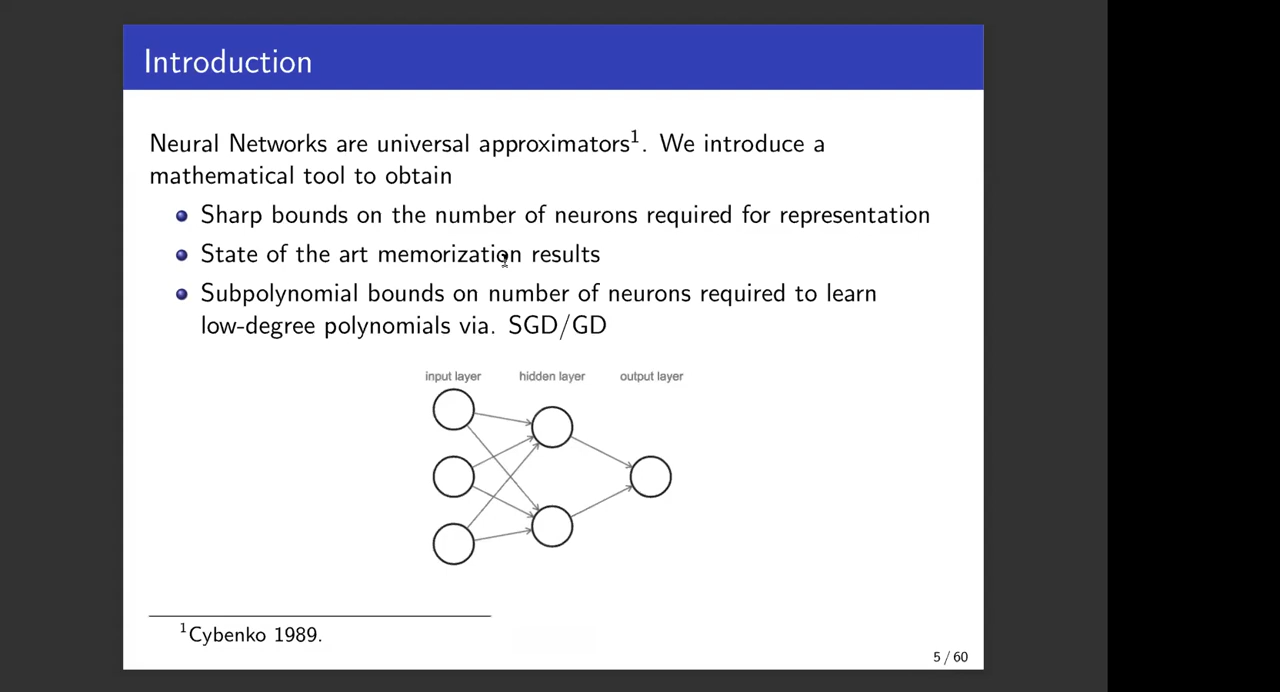 Introduction
Neural Networks are universal approximators¹. We introduce a
mathematical tool to obtain
Sharp bounds on the number of neurons required for representation
State of the art memorization results
Subpolynomial bounds on number of neurons required to learn
low-degree polynomials via. SGD/GD
input layer hidden layer output layer
¹Cybenko 1989.
5 / 60